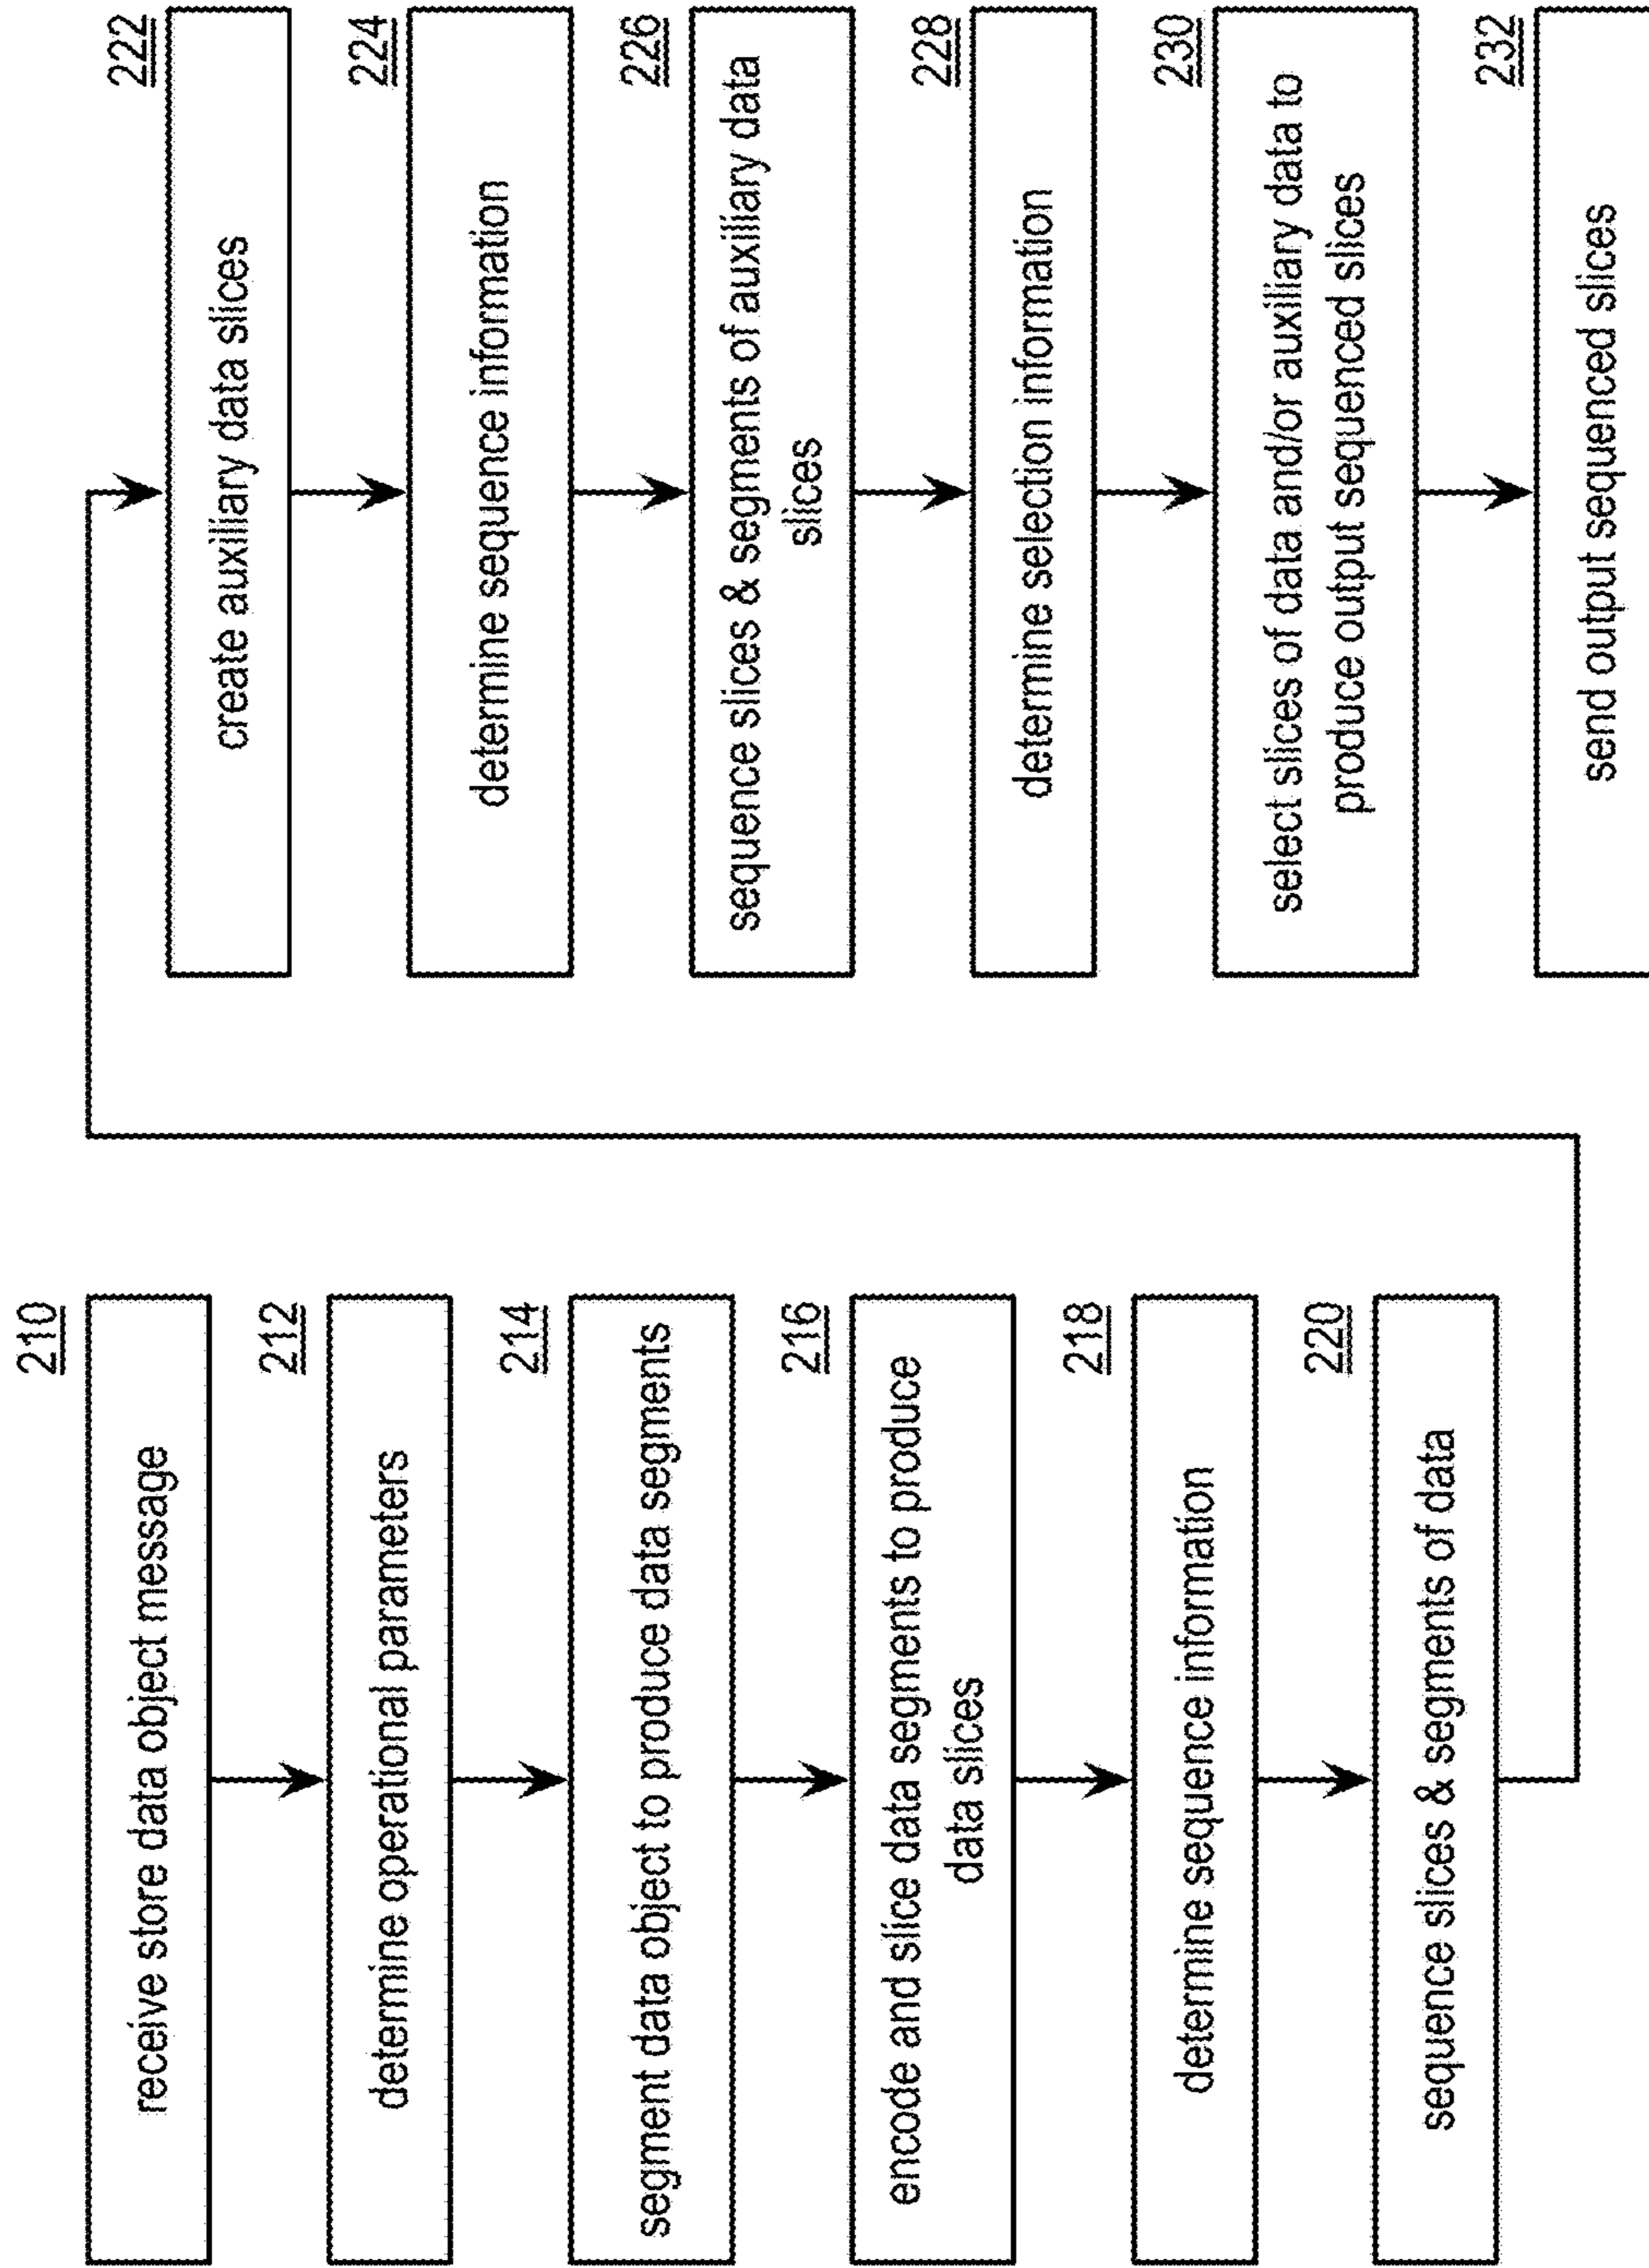 210
receive store data object message
212
determine operational parameters
214
segment data object to produce data segments
216
encode and slice data segments to produce
data slices
218
determine sequence information
220
sequence slices & segments of data
222
create auxiliary data slices
224
determine sequence information
226
sequence slices & segments of auxiliary data
slices
228
determine selection information
230
select slices of data and/or auxiliary data to
produce output sequenced slices
232
send output sequenced slices